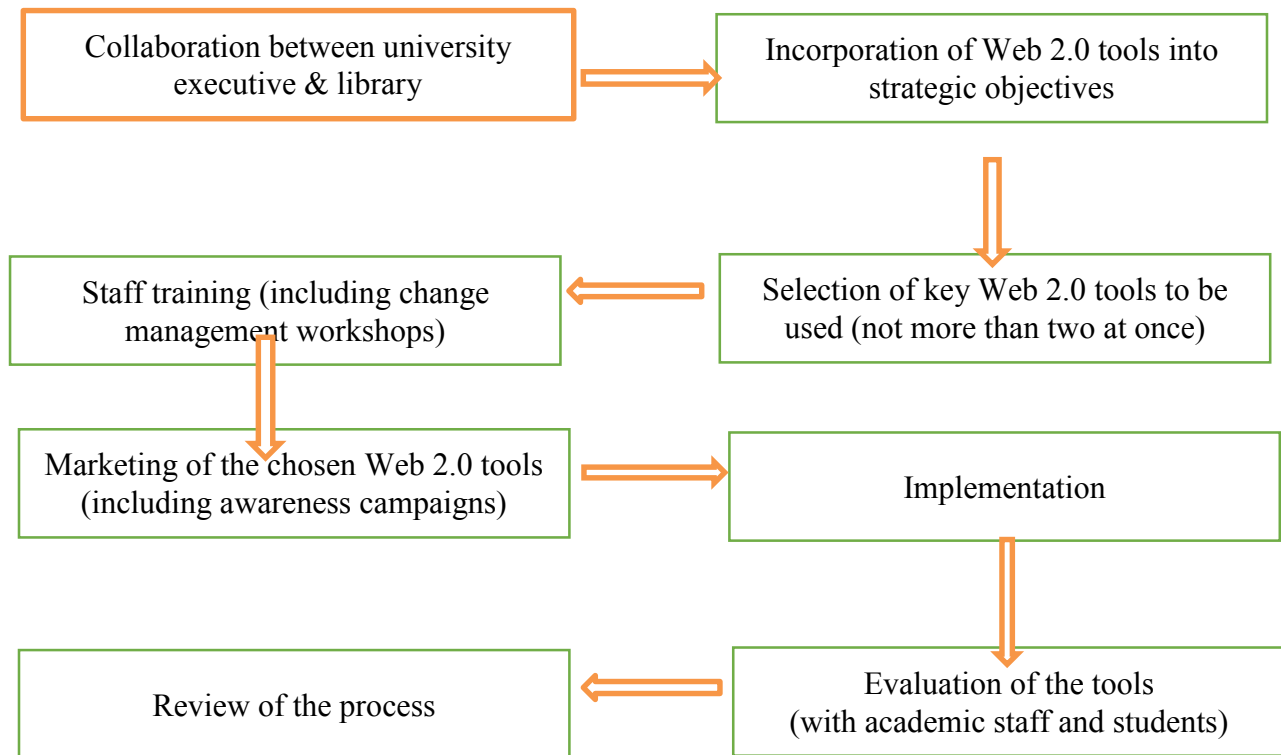 Collaboration between university
executive & library
Incorporation of Web 2.0 tools into
strategic objectives
Selection of key Web 2.0 tools to be
used (not more than two at once)
Staff training (including change
management workshops)
Marketing of the chosen Web 2.0 tools
(including awareness campaigns)
Implementation
Evaluation of the tools
(with academic staff and students)
Review of the process